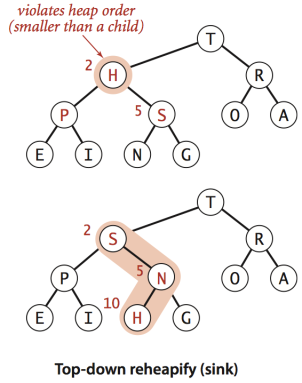 violates heap order
(smaller than a child)
T
2 H R
P 5 S O A
E I N G
T
2 S R
P 5 N O A
E I 10 H G
Top-down reheapify (sink)